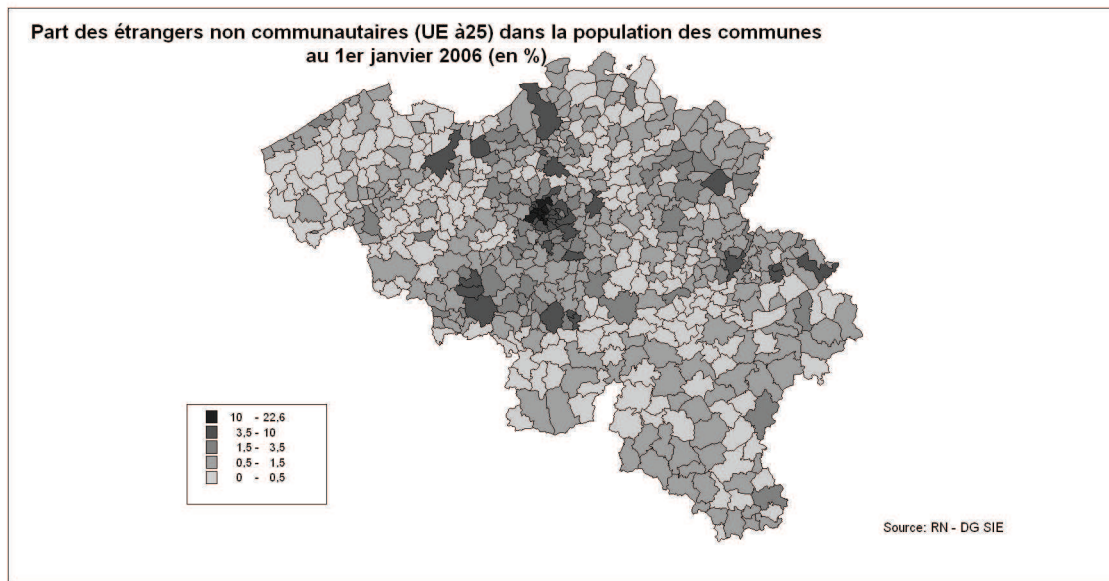 Part des étrangers non communautaires (UE à25) dans la population des communes
au 1er janvier 2006 (en %)
10 - 22,6
3,5 - 10
1,5 - 3,5
0,5 - 1,5
0 - 0,5
Source: RN - DG SIE